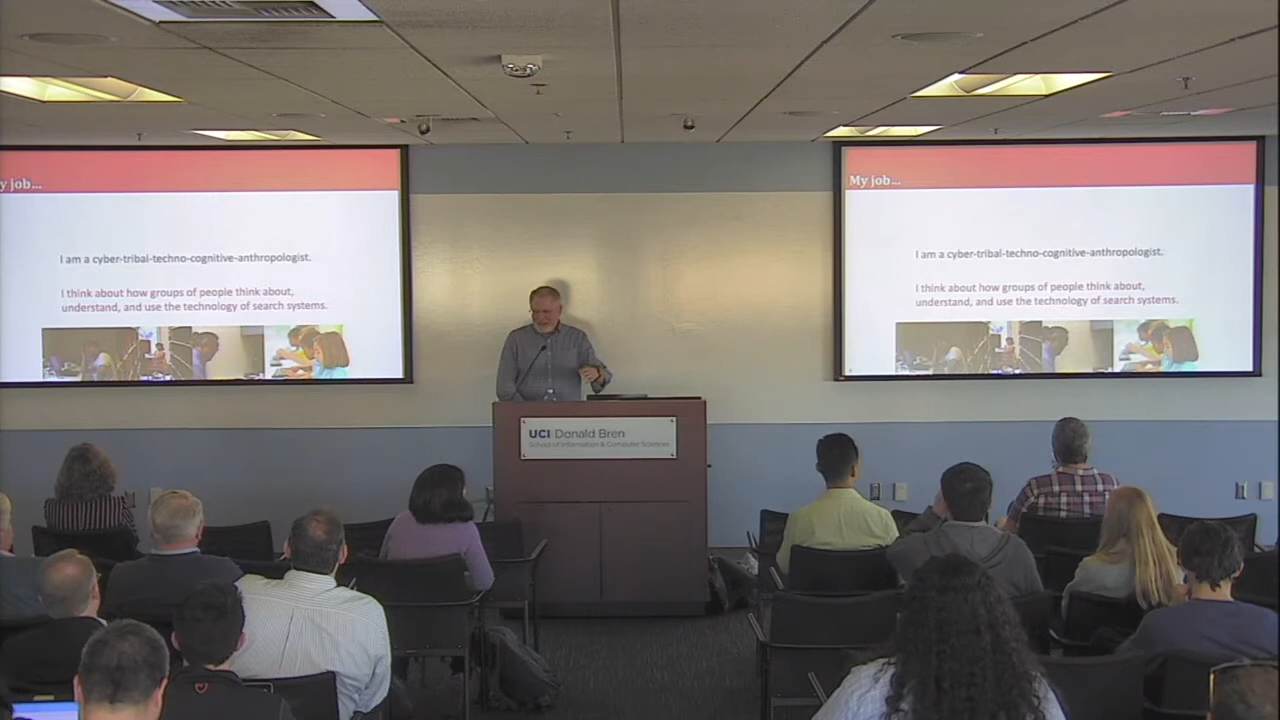 y job...
I am a cyber-tribal-techno-cognitive-anthropologist.
I think about how groups of people think about,
understand, and use the technology of search systems.
My job...
I am a cyber-tribal-techno-cognitive-anthropologist.
I think about how groups of people think about,
understand, and use the technology of search systems.
UCI Donald Bren
School of Information & Computer Sciences